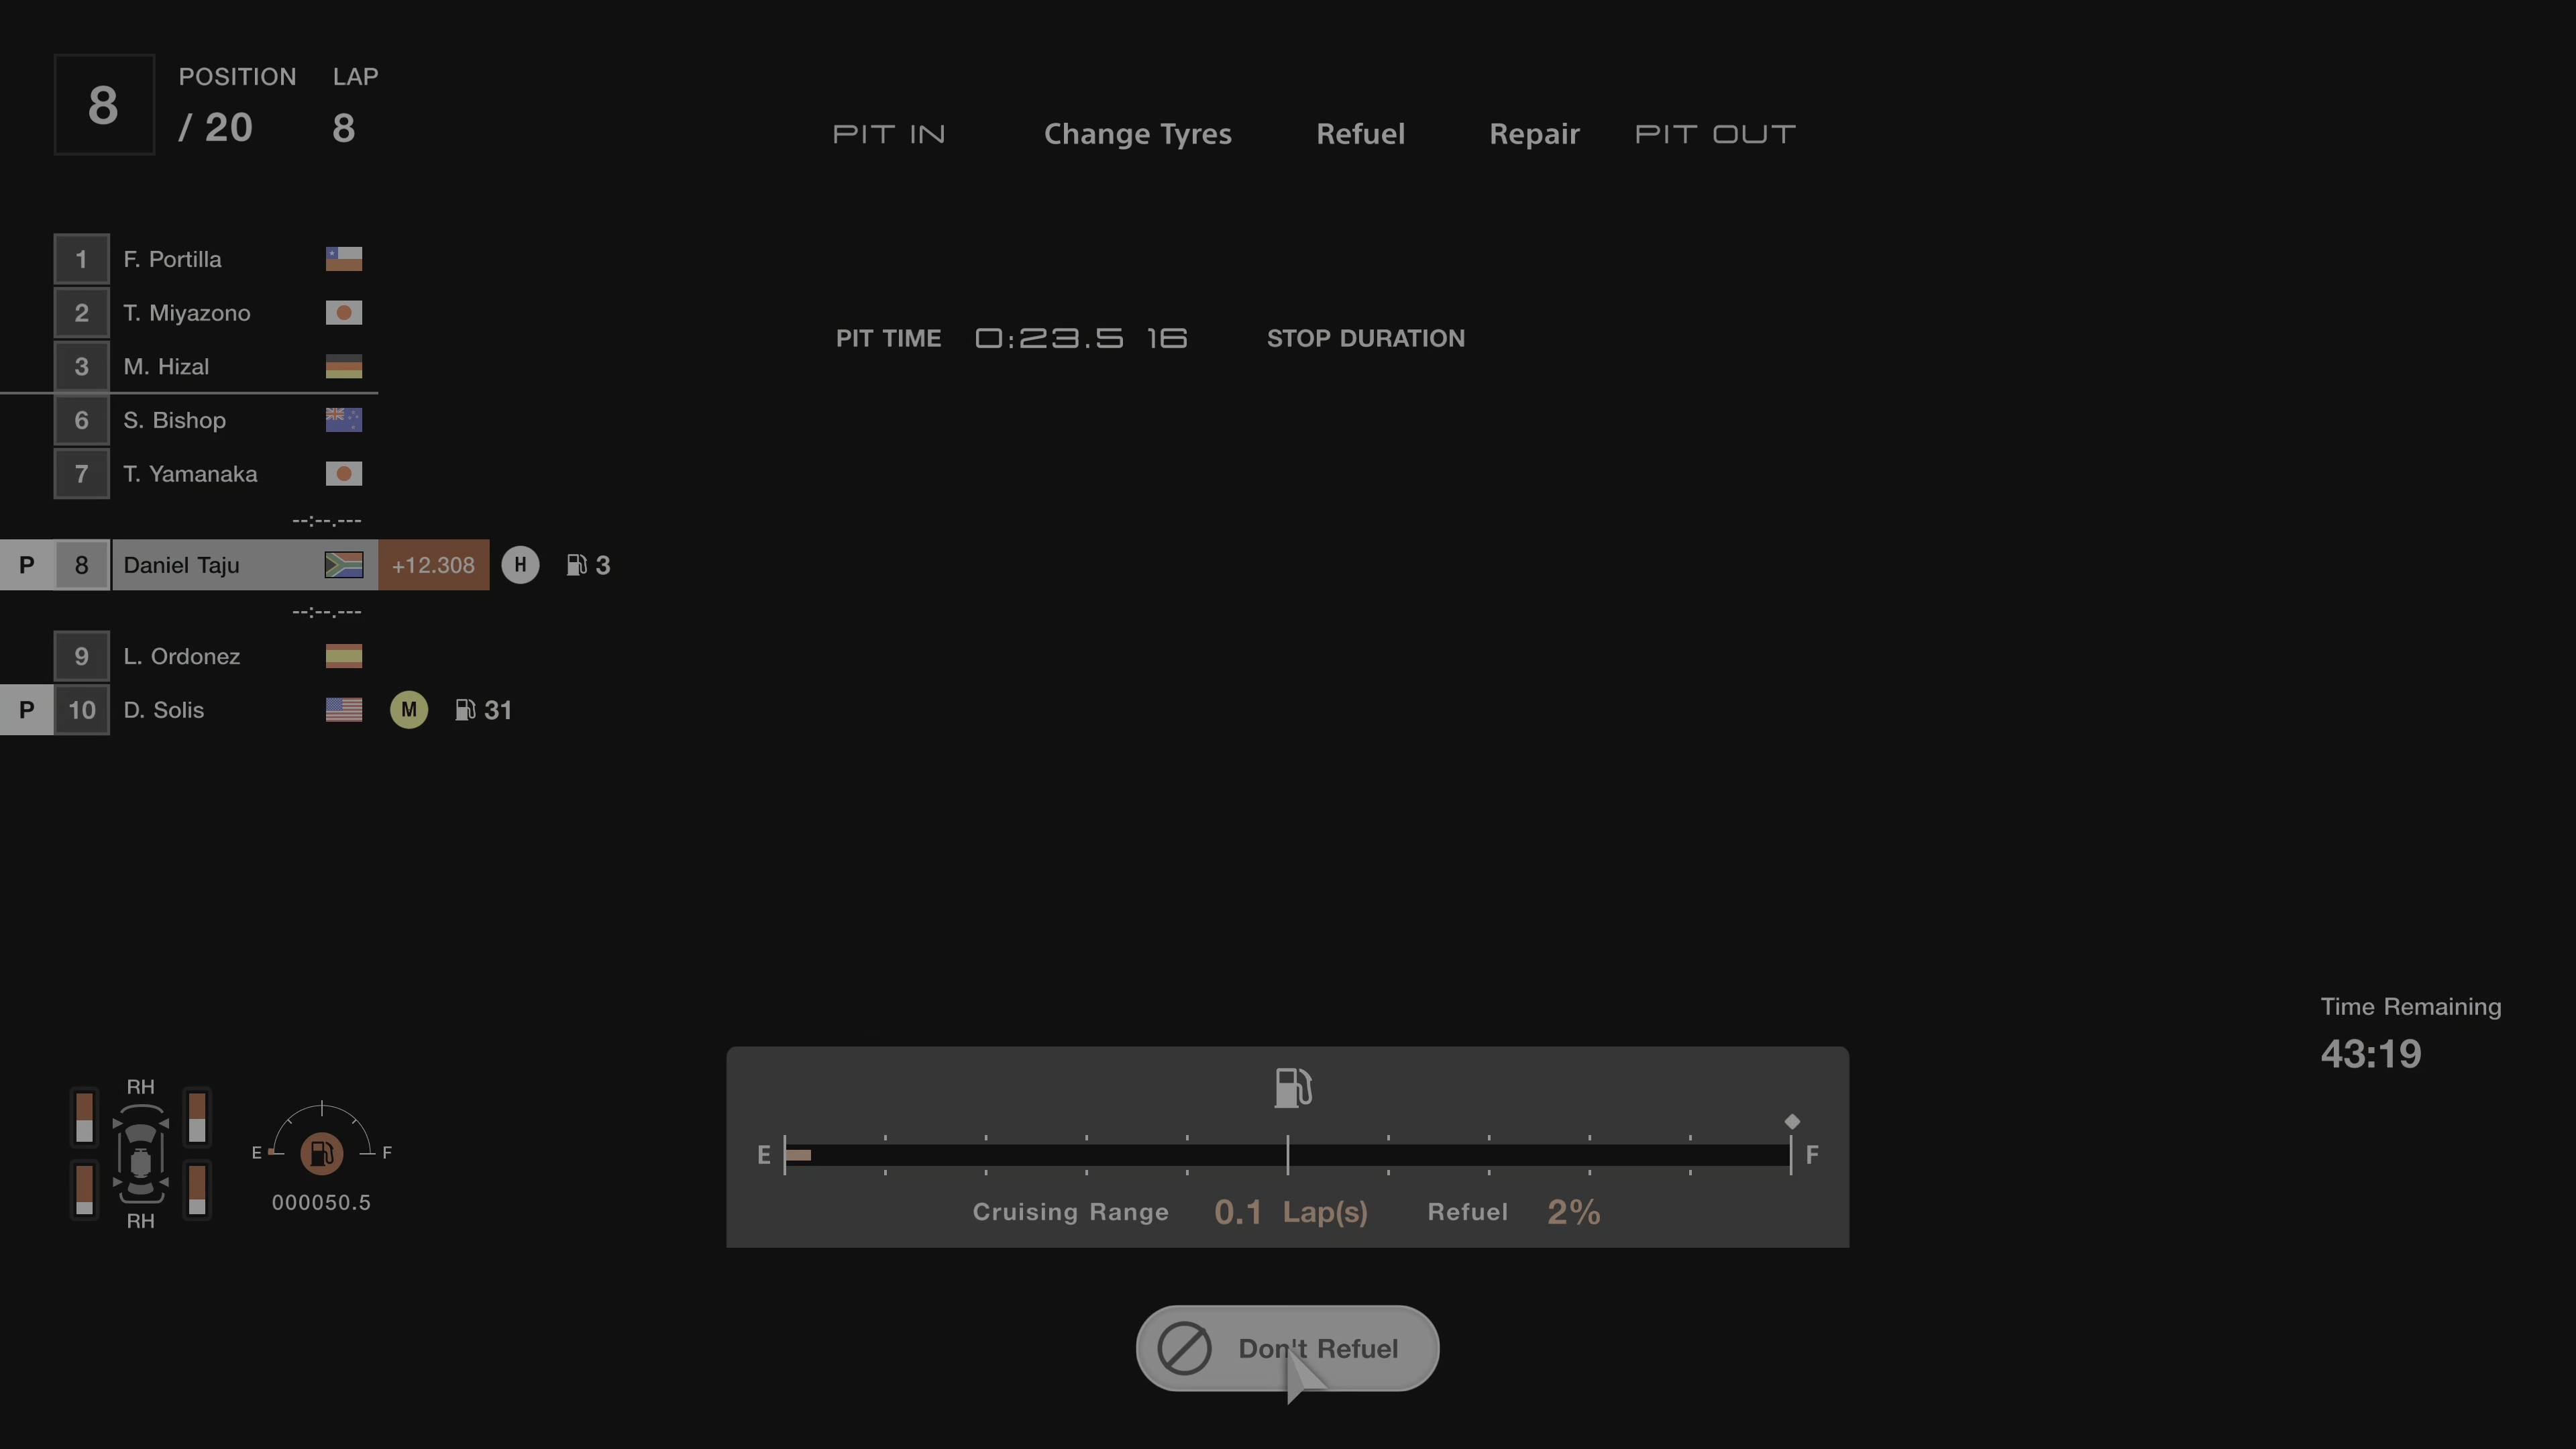 8
POSITION LAP
/ 20 8
PIT IN Change Tyres Refuel Repair PIT OUT
1 F. Portilla
2 T. Miyazono
3 M. Hizal
6 S. Bishop
7 T. Yamanaka
--:--.---
P 8 Daniel Taju +12.308 H 3
--:--.---
9 L. Ordonez
P 10 D. Solis M 31
PIT TIME 0:23.5 16 STOP DURATION
Time Remaining
43:19
RH
RH
E F
000050.5
E F
Cruising Range 0.1 Lap(s) Refuel 2%
Don't Refuel